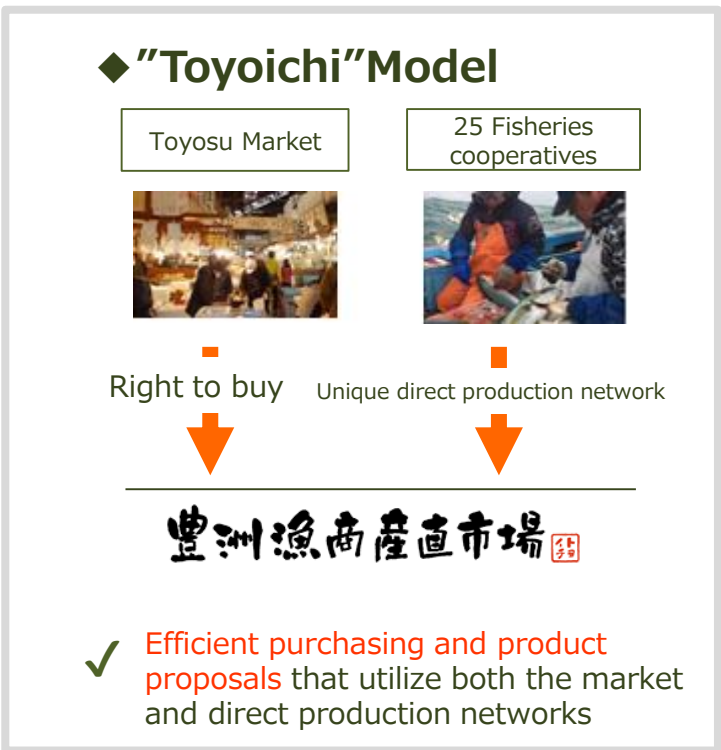 ◆”Toyoichi”Model
Toyosu Market
25 Fisheries
cooperatives
Right to buy
Unique direct production network
豊洲漁商産直市場
✓ Efficient purchasing and product
proposals that utilize both the market
and direct production networks